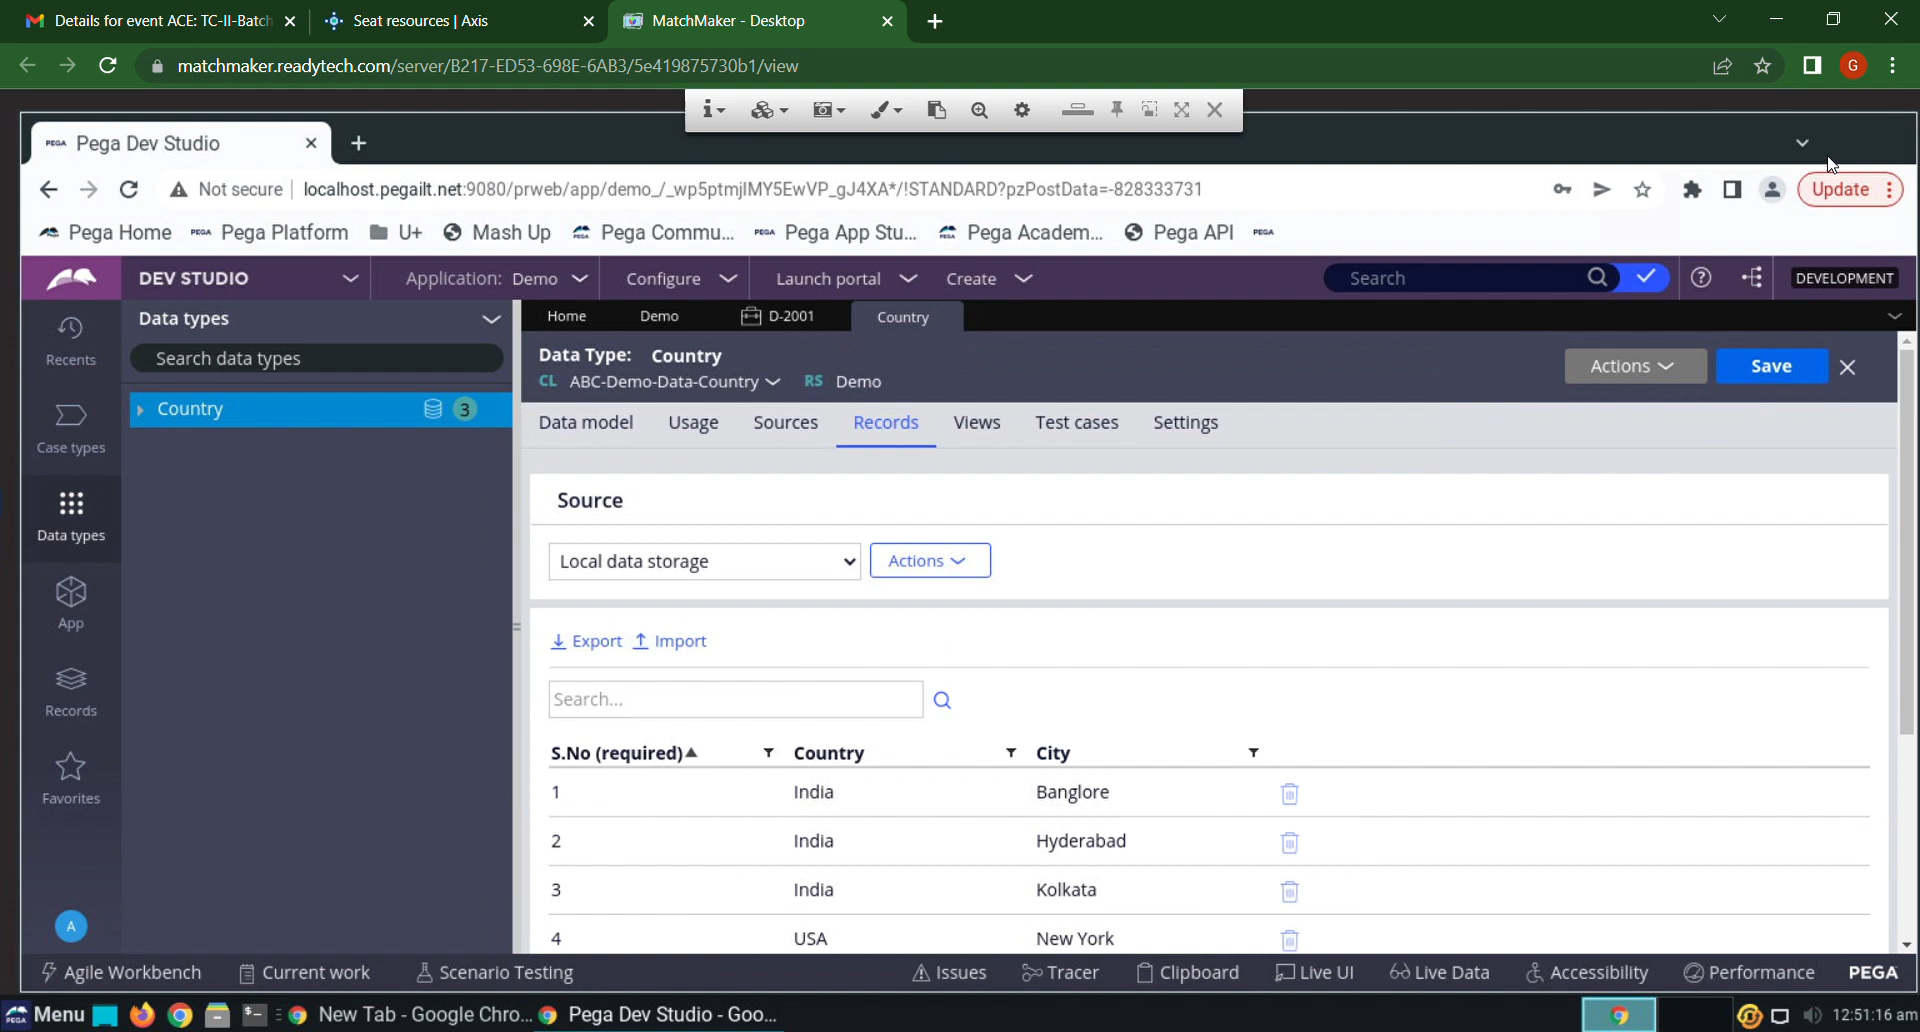 Details for event ACE: TC-II-Batch
Seat resources | Axis
MatchMaker - Desktop
matchmaker.readytech.com/server/B217-ED53-698E-6AB3/5e419875730b1/view
G
PEGA Pega Dev Studio
Not secure localhost.pegailt.net:9080/prweb/app/demo_/_wp5ptmjIMY5EwVP_gJ4XA*/!STANDARD?pzPostData=-828333731
Update
Pega Home PEGA Pega Platform U+ Mash Up Pega Commu... PEGA Pega App Stu... Pega Academ... Pega API PEGA
DEV STUDIO Application: Demo Configure Launch portal Create Search DEVELOPMENT
Recents
Case types
Data types
App
Records
Favorites
A
Data types
Search data types
Country 3
Home Demo D-2001 Country
Data Type: Country
CL ABC-Demo-Data-Country RS Demo
Actions Save
Data model Usage Sources Records Views Test cases Settings
Source
Local data storage Actions
Export Import
Search...
S.No (required) Country City
1 India Banglore
2 India Hyderabad
3 India Kolkata
4 USA New York
Agile Workbench Current work Scenario Testing Issues Tracer Clipboard Live UI Live Data Accessibility Performance PEGA
PEGA Menu New Tab - Google Chro... Pega Dev Studio - Goo... 12:51:16 am